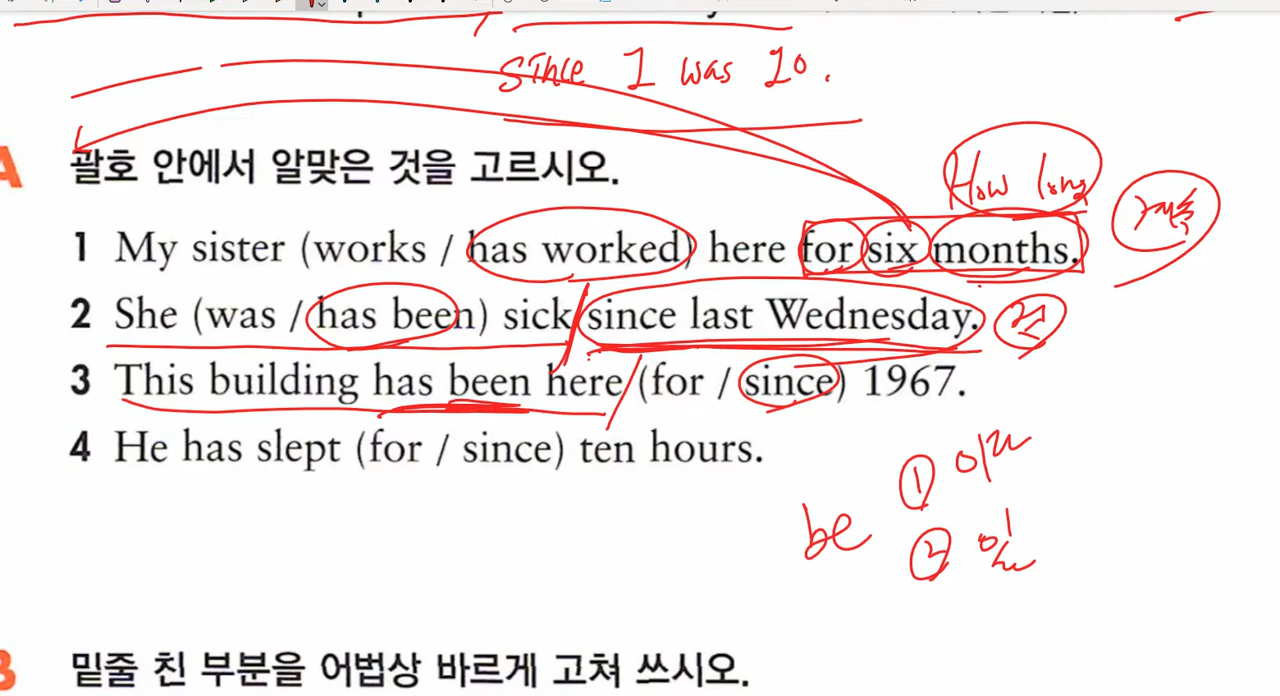 since I was 10.
A 괄호 안에서 알맞은 것을 고르시오.
How long
1 My sister (works / has worked) here for six months.
계속
2 She (was / has been) sick since last Wednesday.
3 This building has been here (for / since) 1967.
4 He has slept (for / since) ten hours.
be ① 이다
② 있
B 밑줄 친 부분을 어법상 바르게 고쳐 쓰시오.